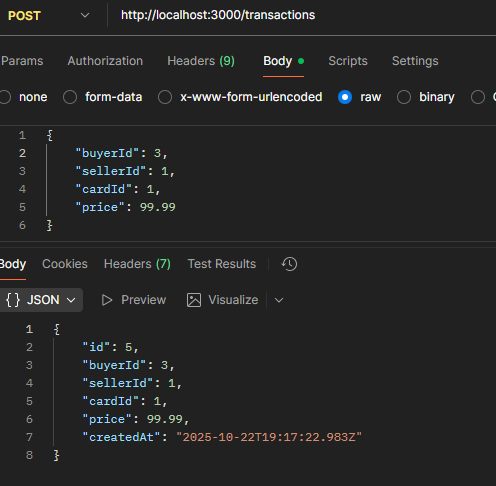 POST http://localhost:3000/transactions
Params Authorization Headers (9) Body Scripts Settings
none form-data x-www-form-urlencoded raw binary
1 {
2 "buyerId": 3,
3 "sellerId": 1,
4 "cardId": 1,
5 "price": 99.99
6 }
Body Cookies Headers (7) Test Results
{} JSON Preview Visualize
1 {
2 "id": 5,
3 "buyerId": 3,
4 "sellerId": 1,
5 "cardId": 1,
6 "price": 99.99,
7 "createdAt": "2025-10-22T19:17:22.983Z"
8 }